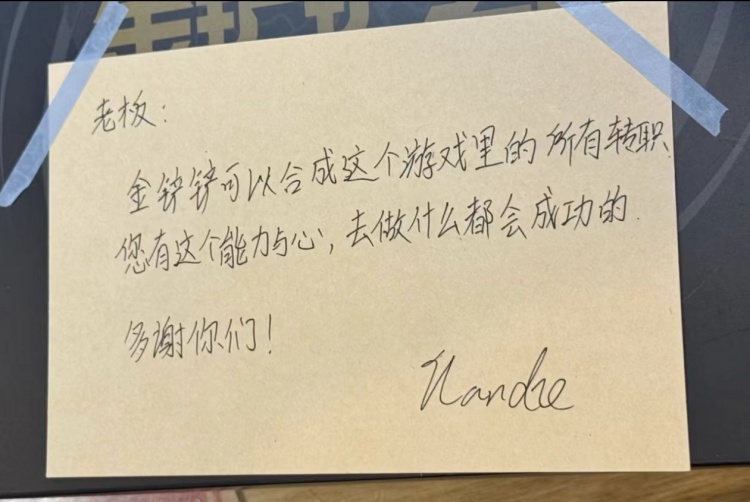 老板：
金铲铲可以合成这个游戏里的所有转职
您有这个能力与心，去做什么都会成功的
多谢你们！